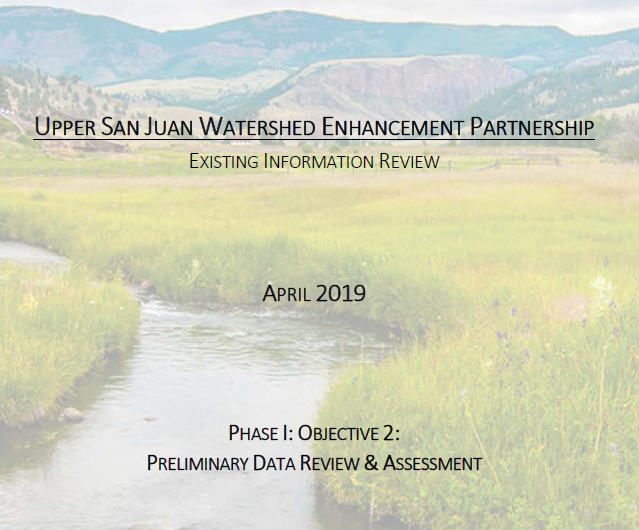 Upper San Juan Watershed Enhancement Partnership
Existing Information Review
April 2019
Phase I: Objective 2:
Preliminary Data Review & Assessment